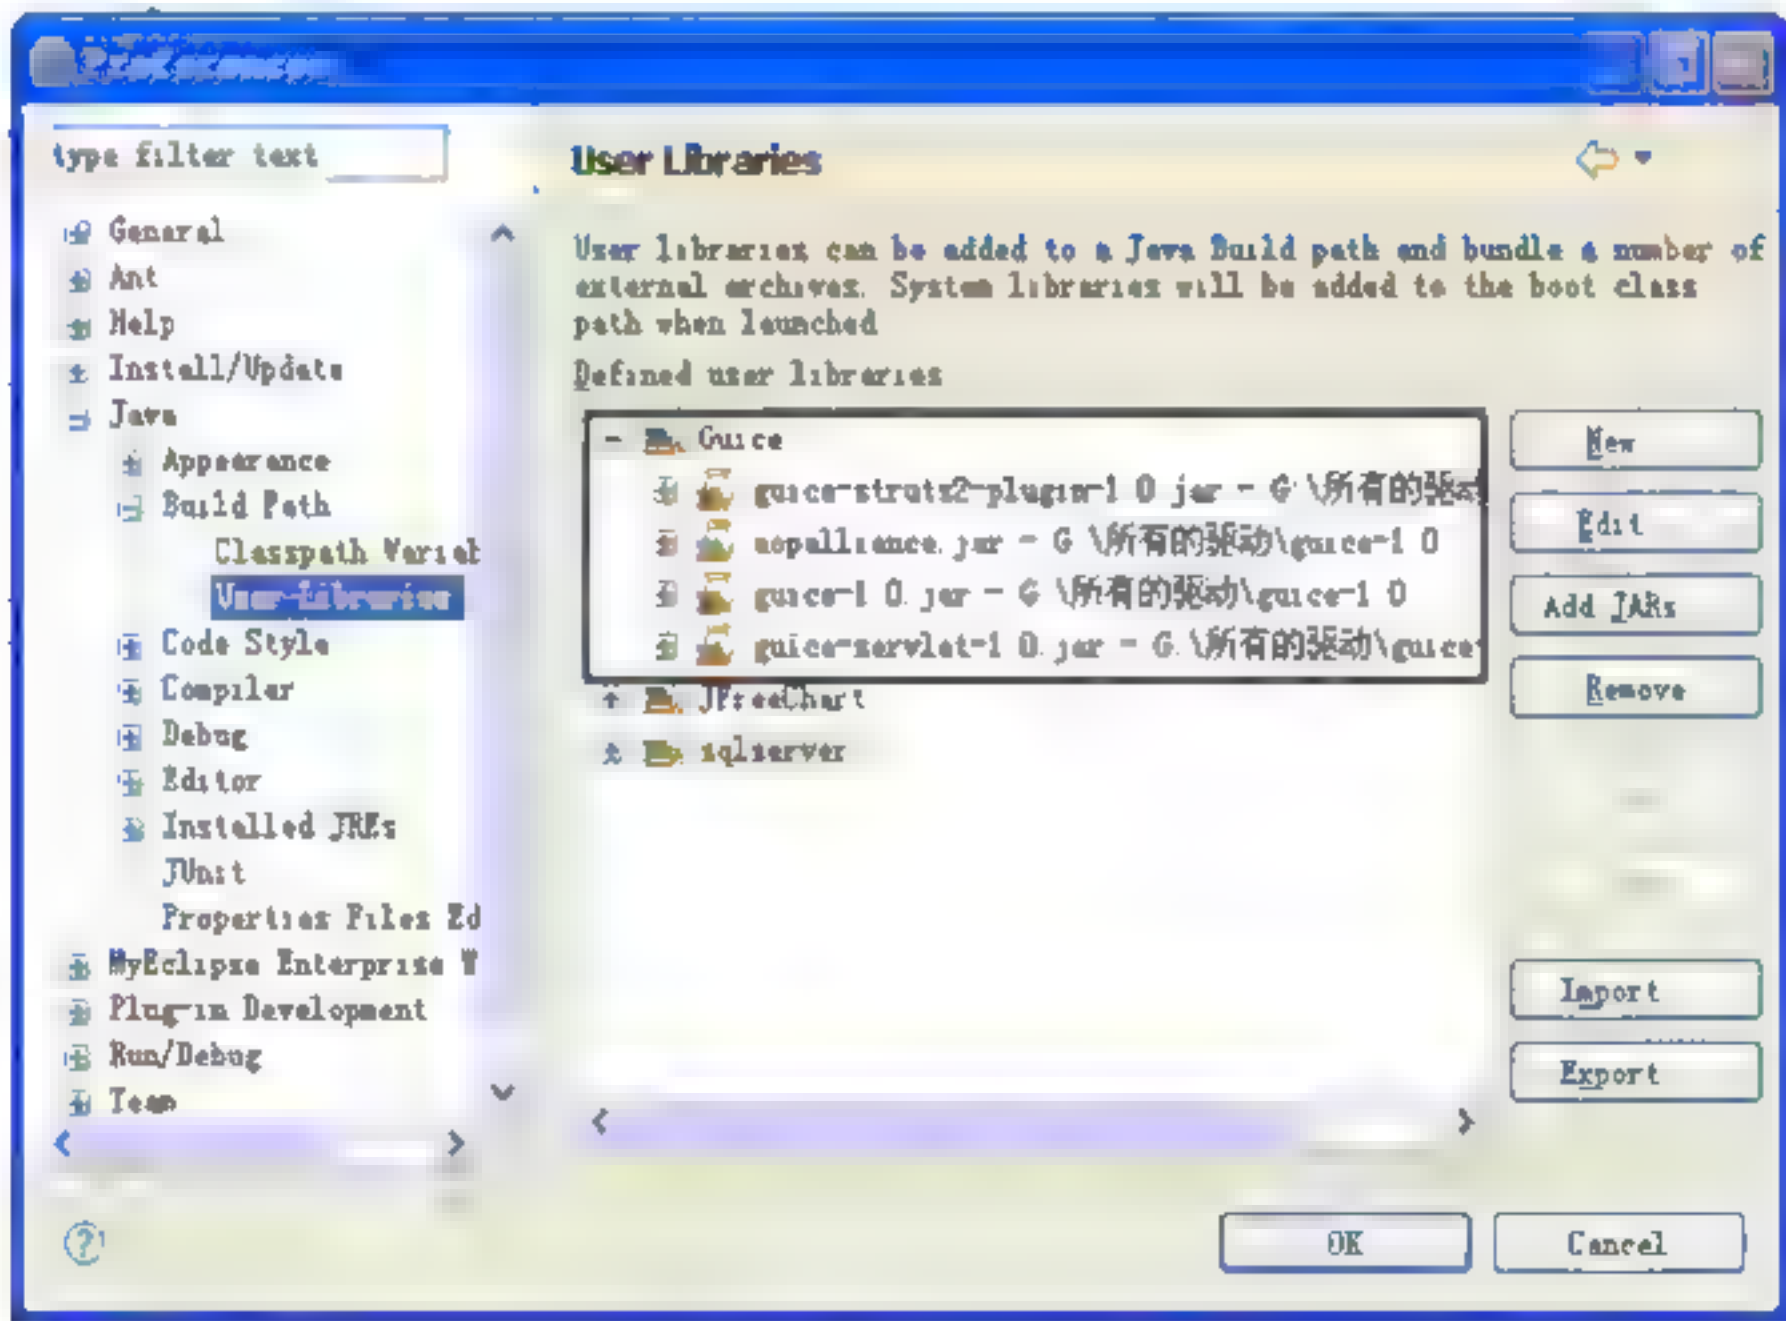 type filter text
General
Ant
Help
Install/Update
Java
Appearance
Build Path
Classpath Variab
User Libraries
Code Style
Compiler
Debug
Editor
Installed JREs
JUnit
Properties Files Ed
MyEclipse Enterprise W
Plug-in Development
Run/Debug
Team
User Libraries
User libraries can be added to a Java Build path and bundle a number of
external archives. System libraries will be added to the boot class
path when launched
Defined user libraries
Guice
guice-struts2-plugin-1 0 jar - G \所有的驱动
aopalliance.jar - G \所有的驱动\guice-1 0
guice-1 0.jar - G \所有的驱动\guice-1 0
guice-servlet-1 0.jar - G.\所有的驱动\guice
JFreeChart
sqlserver
New
Edit
Add JARs
Remove
Import
Export
OK
Cancel